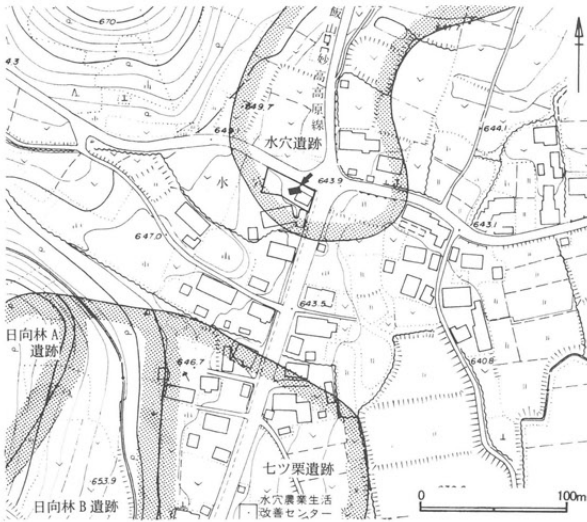 670
飯山妙高高原線
649.7
水穴遺跡
644.1
水
643.9
643.1
647.0
643.5
日向林A
遺跡
646.7
640.8
653.9
七ツ栗遺跡
日向林B遺跡
水穴農業生活
改善センター
0
100m